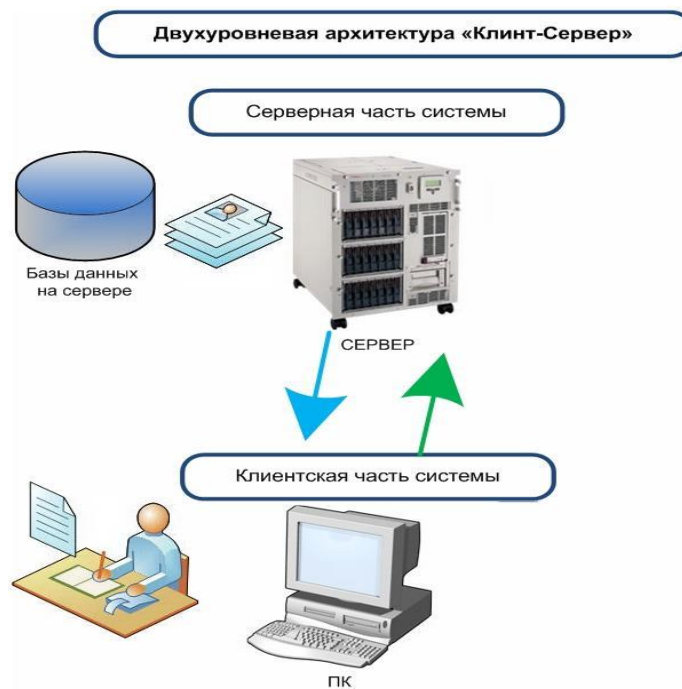 Двухуровневая архитектура «Клинт-Сервер»
Серверная часть системы
Базы данных
на сервере
СЕРВЕР
Клиентская часть системы
ПК